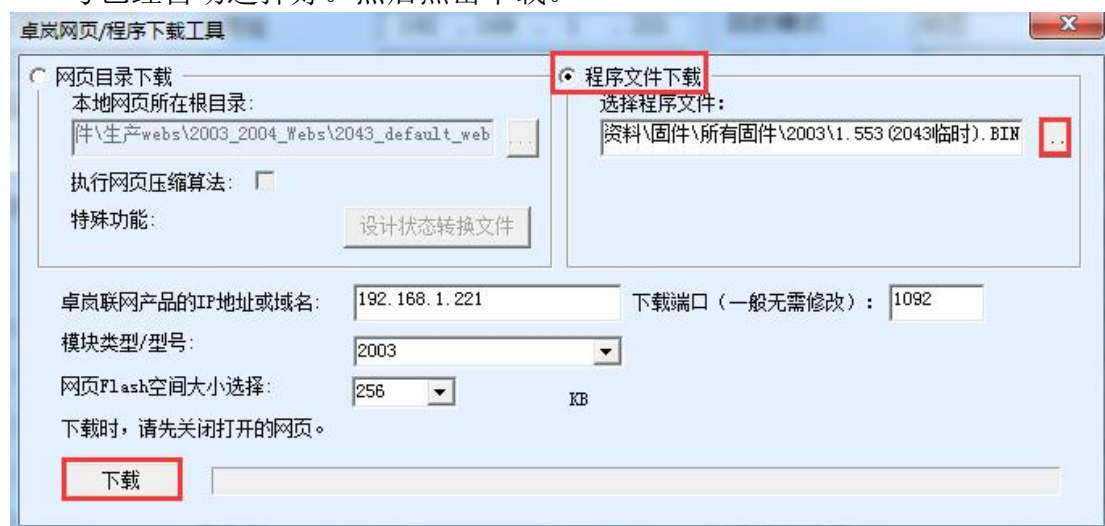 卓岚网页/程序下载工具
网页目录下载
本地网页所在根目录:
件\生产webs\2003_2004_Webs\2043_default_web
...
执行网页压缩算法:
特殊功能:
设计状态转换文件
程序文件下载
选择程序文件:
资料\固件\所有固件\2003\1.553(2043临时).BIN
..
卓岚联网产品的IP地址或域名:
192.168.1.221
下载端口（一般无需修改）:
1092
模块类型/型号:
2003
网页Flash空间大小选择:
256
KB
下载时，请先关闭打开的网页。
下载